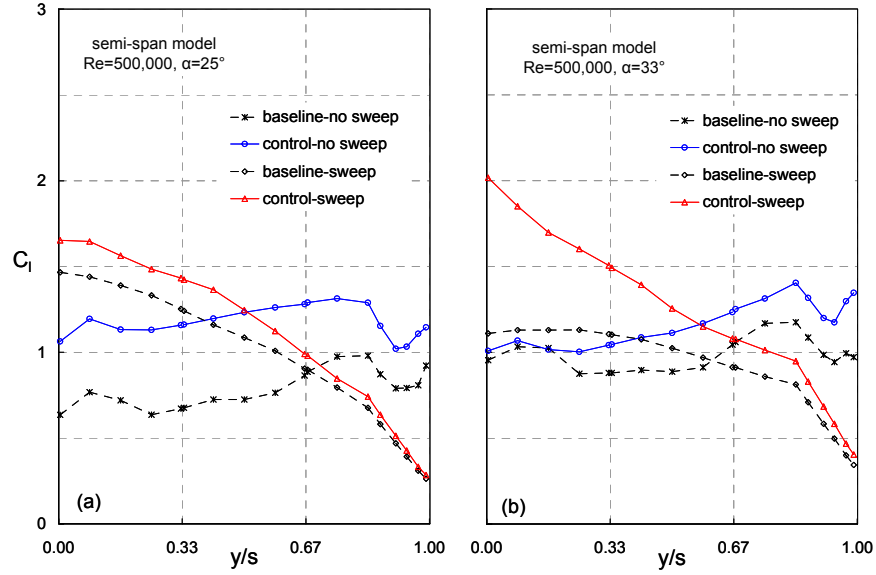 3
2
1
0
C_l
semi-span model
Re=500,000, α=25°
baseline-no sweep
control-no sweep
baseline-sweep
control-sweep
(a)
0.00 0.33 0.67 1.00
y/s
semi-span model
Re=500,000, α=33°
baseline-no sweep
control-no sweep
baseline-sweep
control-sweep
(b)
0.00 0.33 0.67 1.00
y/s